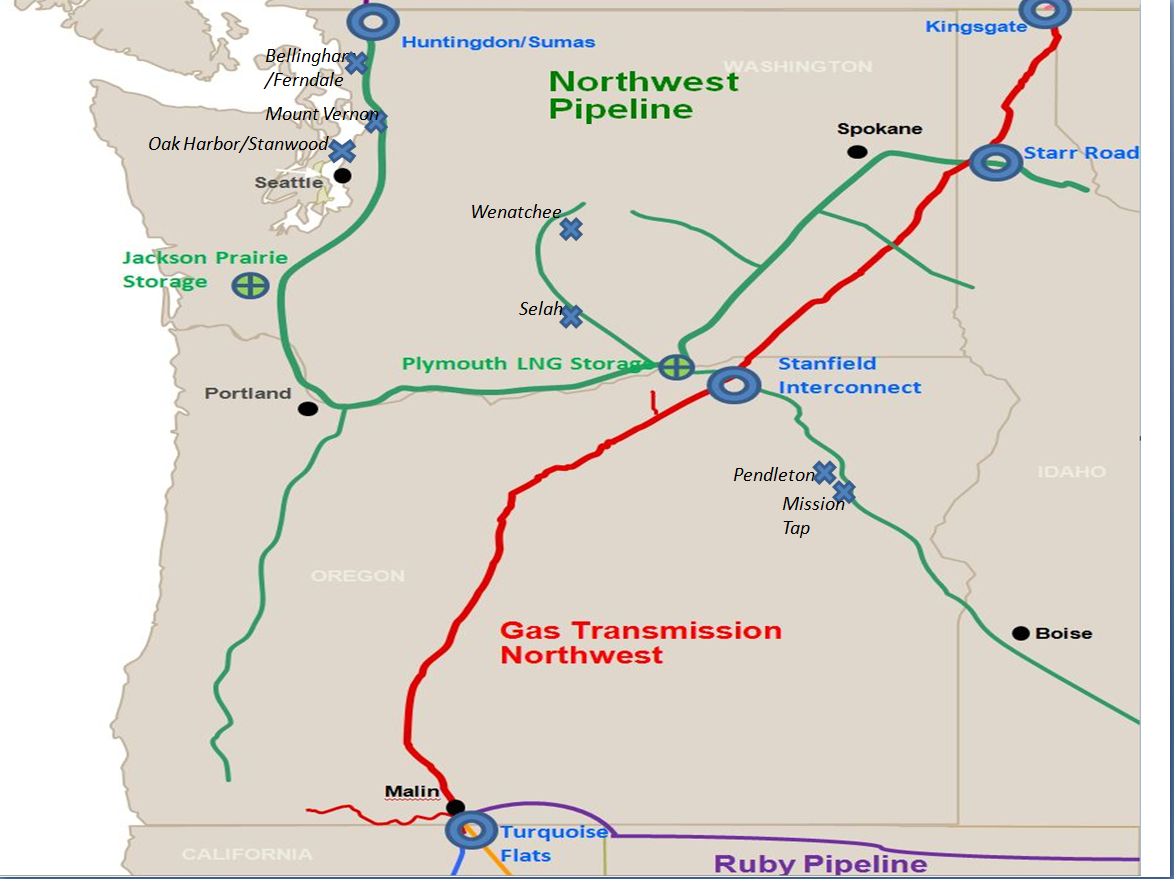 Huntingdon/Sumas
Kingsgate
Bellingham
/Ferndale
WASHINGTON
Northwest
Pipeline
Mount Vernon
Spokane
Oak Harbor/Stanwood
Starr Road
Seattle
Wenatchee
Jackson Prairie
Storage
Selah
Plymouth LNG Storage
Stanfield
Interconnect
Portland
Pendleton
IDAHO
Mission
Tap
OREGON
Gas Transmission
Northwest
Boise
Malin
Turquoise
Flats
CALIFORNIA
Ruby Pipeline